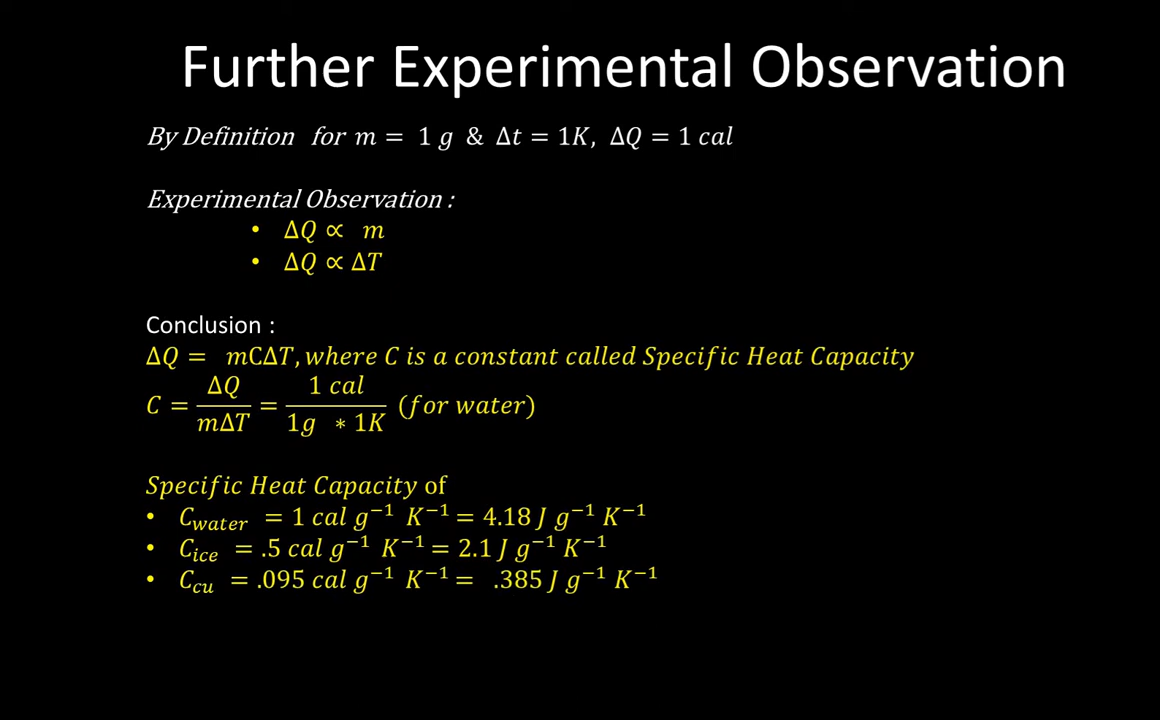 Further Experimental Observation
By Definition for m = 1 g & Δt = 1K, ΔQ = 1 cal
Experimental Observation :
• ΔQ ∝ m
• ΔQ ∝ ΔT
Conclusion :
ΔQ = mCΔT, where C is a constant called Specific Heat Capacity
C = ΔQ/mΔT = 1 cal/1g ∗ 1K (for water)
Specific Heat Capacity of
• C_water = 1 cal g⁻¹ K⁻¹ = 4.18 J g⁻¹ K⁻¹
• C_ice = .5 cal g⁻¹ K⁻¹ = 2.1 J g⁻¹ K⁻¹
• C_cu = .095 cal g⁻¹ K⁻¹ = .385 J g⁻¹ K⁻¹